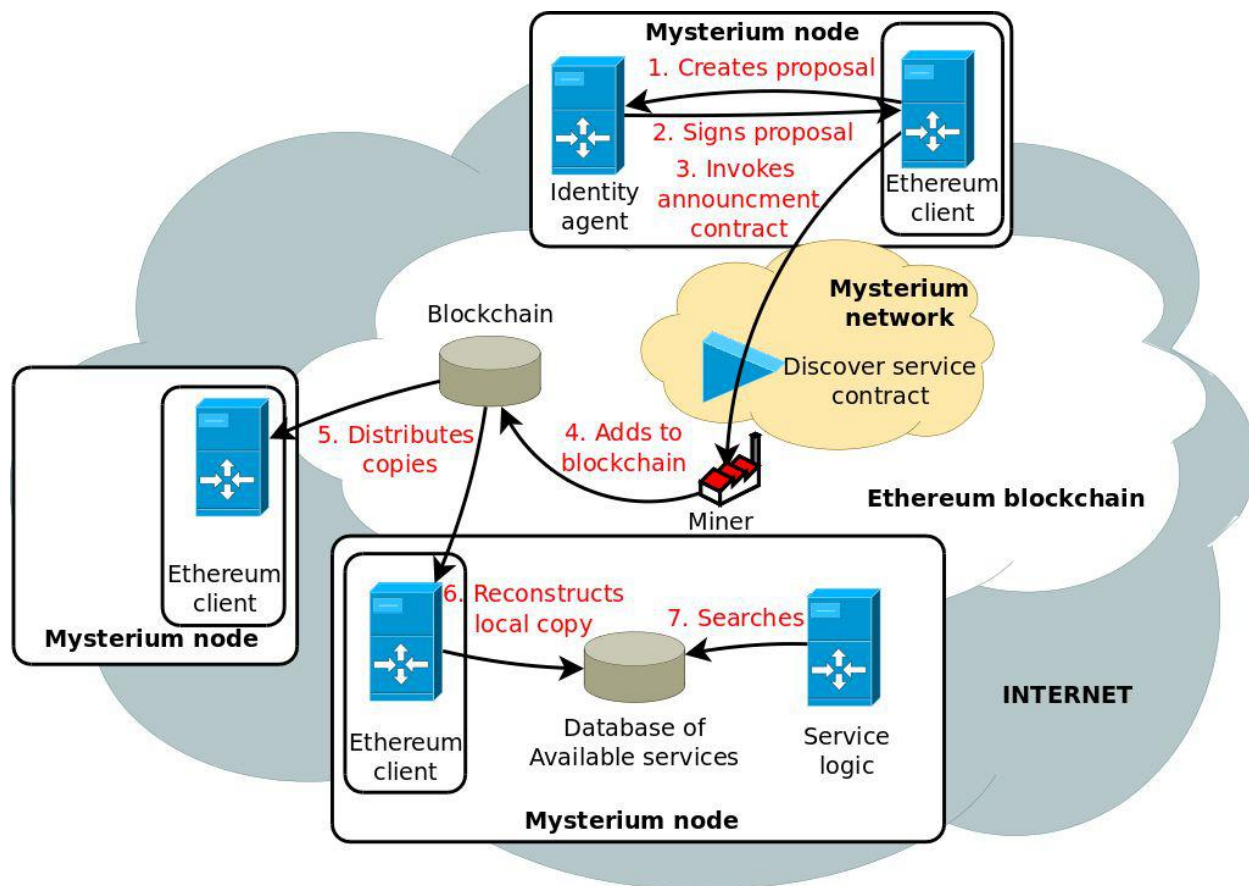 Mysterium node
1. Creates proposal
2. Signs proposal
3. Invokes
announcment
contract
Identity
agent
Ethereum
client
Mysterium
network
Discover service
contract
Blockchain
5. Distributes
copies
4. Adds to
blockchain
Miner
Ethereum blockchain
Ethereum
client
Mysterium node
6. Reconstructs
local copy
7. Searches
Ethereum
client
Database of
Available services
Service
logic
Mysterium node
INTERNET